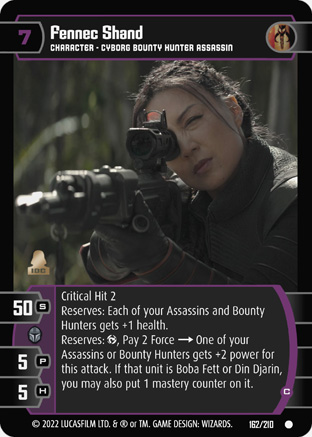 7
Fennec Shand
CHARACTER - CYBORG BOUNTY HUNTER ASSASSIN
IDC
50 S
5 P
5 H
Critical Hit 2
Reserves: Each of your Assassins and Bounty
Hunters gets +1 health.
Reserves: , Pay 2 Force → One of your
Assassins or Bounty Hunters gets +2 power for
this attack. If that unit is Boba Fett or Din Djarin,
you may also put 1 mastery counter on it.
C
© 2022 LUCASFILM LTD. & ® or TM. GAME DESIGN: WIZARDS.
162/210